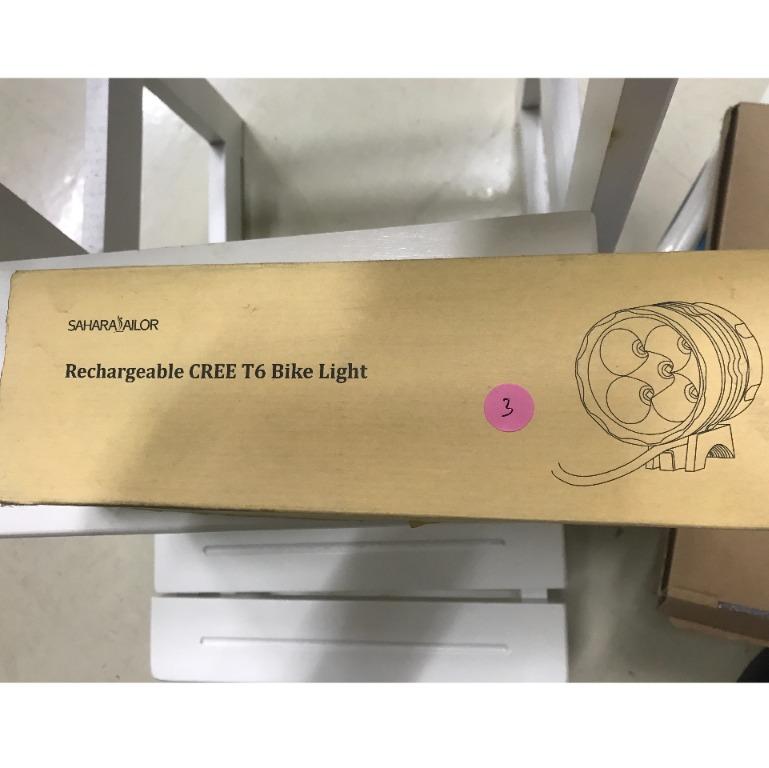 SAHARASAILOR
Rechargeable CREE T6 Bike Light
3